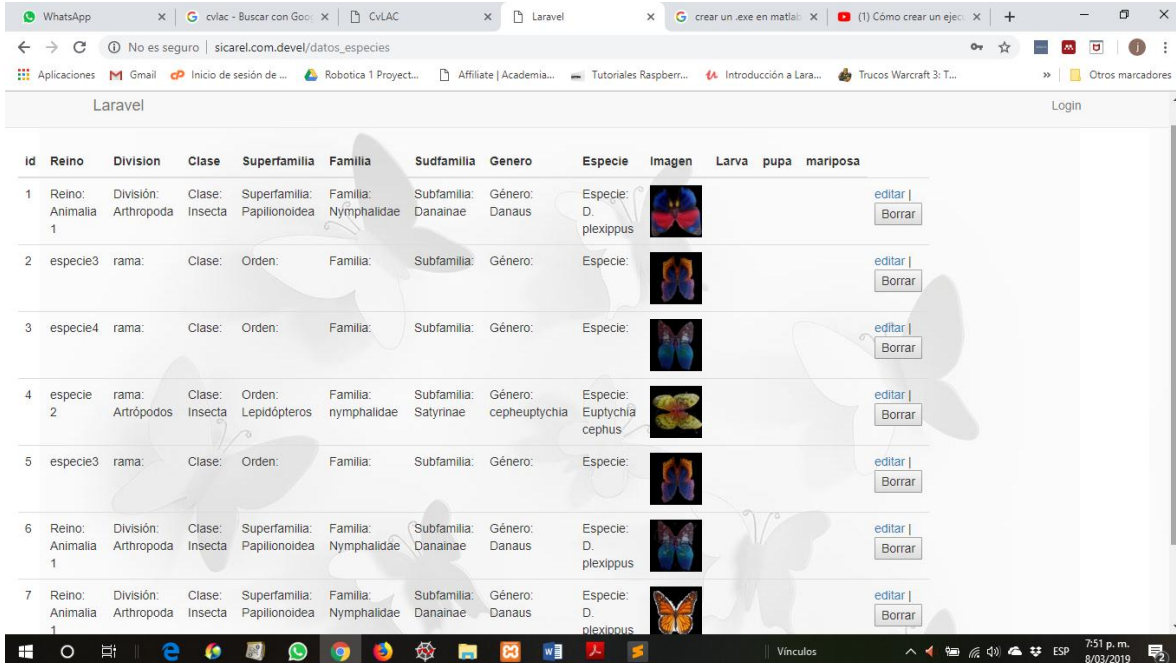 WhatsApp
cvlac - Buscar con Goo
CvLAC
Laravel
crear un .exe en matlab
(1) Cómo crear un ejecu
No es seguro | sicarel.com.devel/datos_especies
Aplicaciones
Gmail
Inicio de sesión de ...
Robotica 1 Proyect...
Affiliate | Academia...
Tutoriales Raspberr...
Introducción a Lara...
Trucos Warcraft 3: T...
»
Otros marcadores
Laravel
Login
id Reino Division Clase Superfamilia Familia Sudfamilia Genero Especie Imagen Larva pupa mariposa
1 Reino: División: Clase: Superfamilia: Familia: Subfamilia: Género: Especie: editar |
Animalia Arthropoda Insecta Papilionoidea Nymphalidae Danainae Danaus D. Borrar
1 plexippus
2 especie3 rama: Clase: Orden: Familia: Subfamilia: Género: Especie: editar |
Borrar
3 especie4 rama: Clase: Orden: Familia: Subfamilia: Género: Especie: editar |
Borrar
4 especie rama: Clase: Orden: Familia: Subfamilia: Género: Especie: editar |
2 Artrópodos Insecta Lepidópteros nymphalidae Satyrinae cepheuptychia Euptychia Borrar
cephus
5 especie3 rama: Clase: Orden: Familia: Subfamilia: Género: Especie: editar |
Borrar
6 Reino: División: Clase: Superfamilia: Familia: Subfamilia: Género: Especie: editar |
Animalia Arthropoda Insecta Papilionoidea Nymphalidae Danainae Danaus D. Borrar
1 plexippus
7 Reino: División: Clase: Superfamilia: Familia: Subfamilia: Género: Especie: editar |
Animalia Arthropoda Insecta Papilionoidea Nymphalidae Danainae Danaus D. Borrar
1 plexippus
Vínculos
ESP
7:51 p. m.
8/03/2019